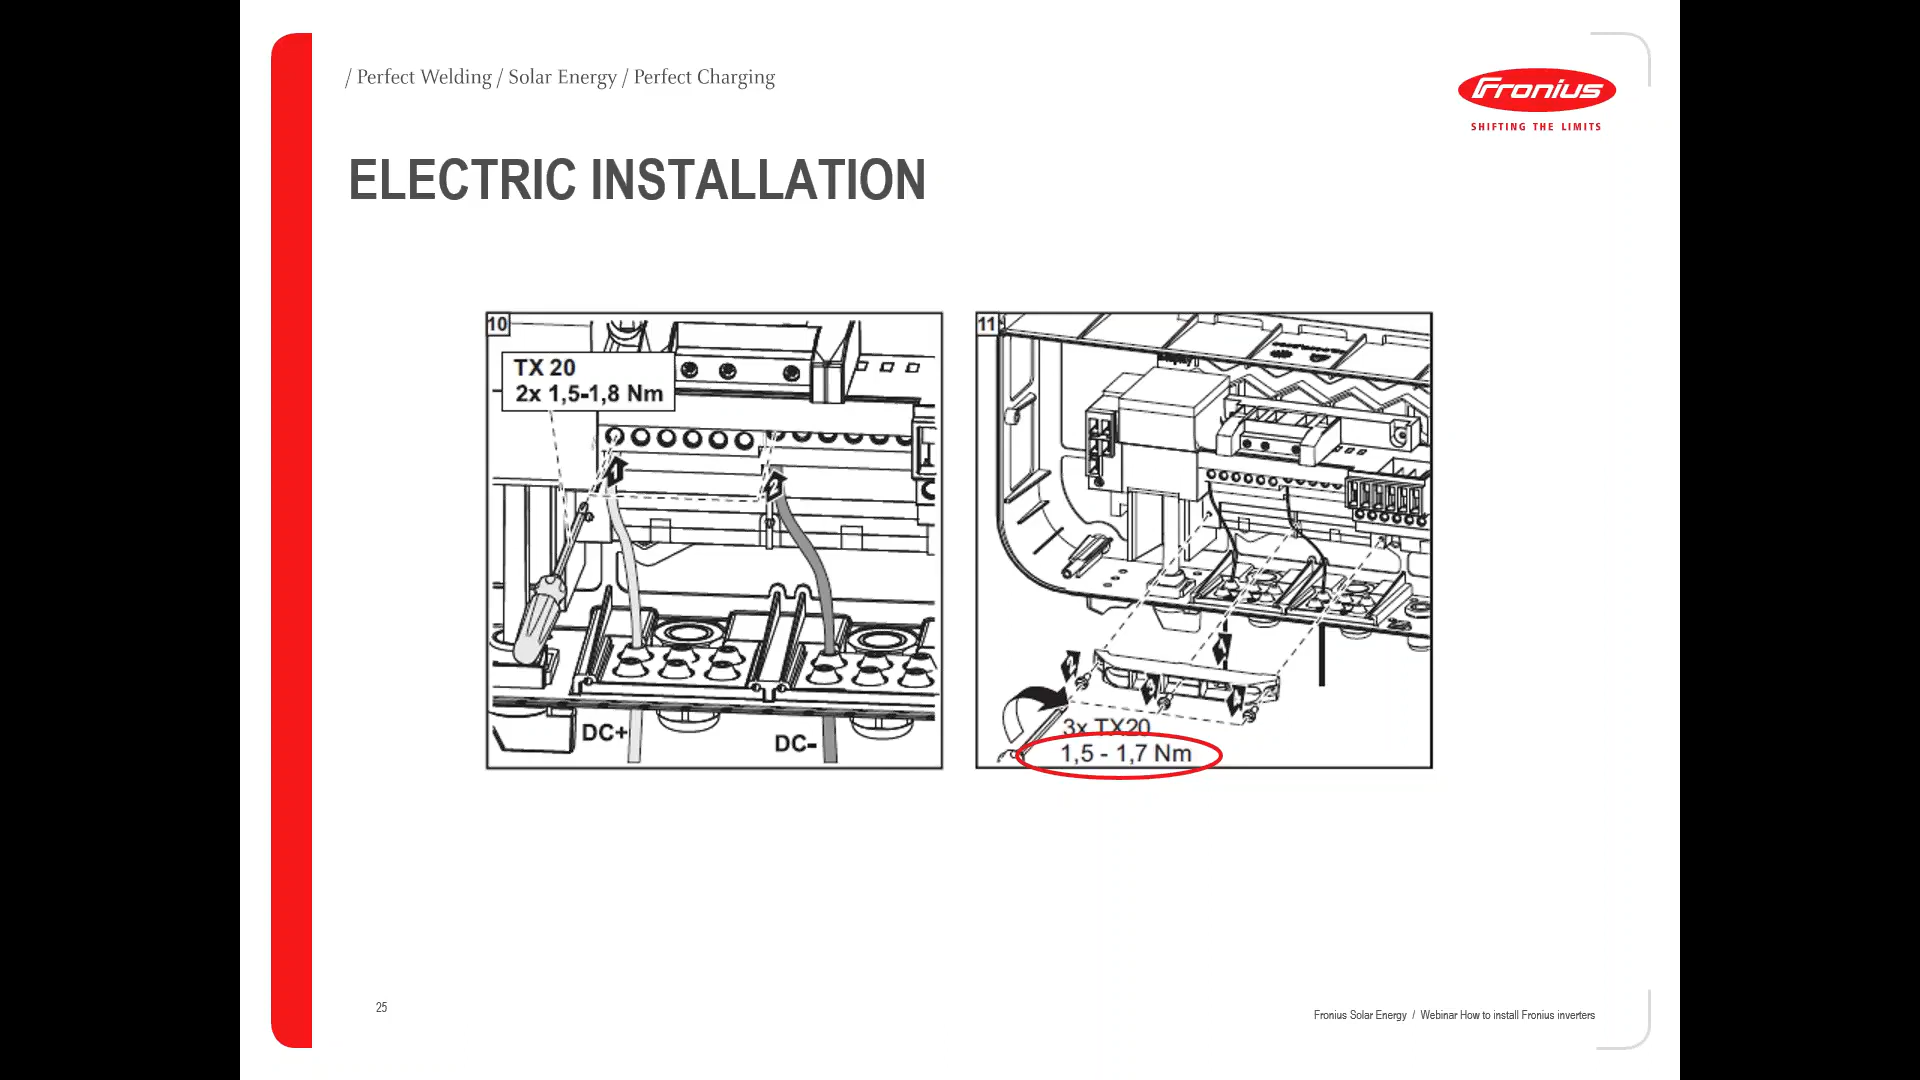 / Perfect Welding / Solar Energy / Perfect Charging
Fronius
SHIFTING THE LIMITS
ELECTRIC INSTALLATION
10
TX 20
2x 1,5-1,8 Nm
1
2
DC+
DC-
11
3x TX20
1,5 - 1,7 Nm
25
Fronius Solar Energy / Webinar How to install Fronius inverters